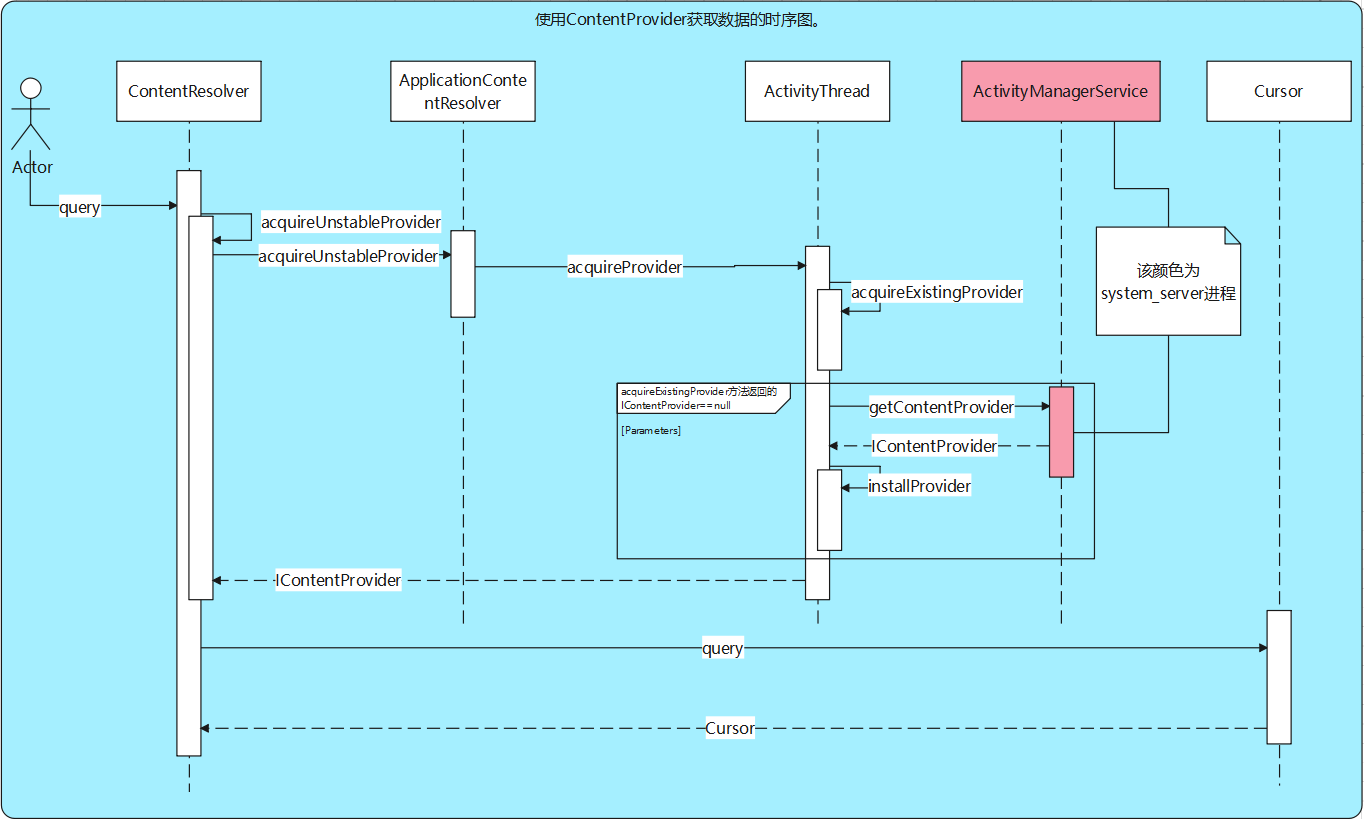 使用ContentProvider获取数据的时序图。
ContentResolver
ApplicationConte
ntResolver
ActivityThread
ActivityManagerService
Cursor
Actor
query
acquireUnstableProvider
acquireUnstableProvider
acquireProvider
acquireExistingProvider
该颜色为
system_server进程
acquireExistingProvider方法返回的
IContentProvider==null
[Parameters]
getContentProvider
IContentProvider
installProvider
IContentProvider
query
Cursor